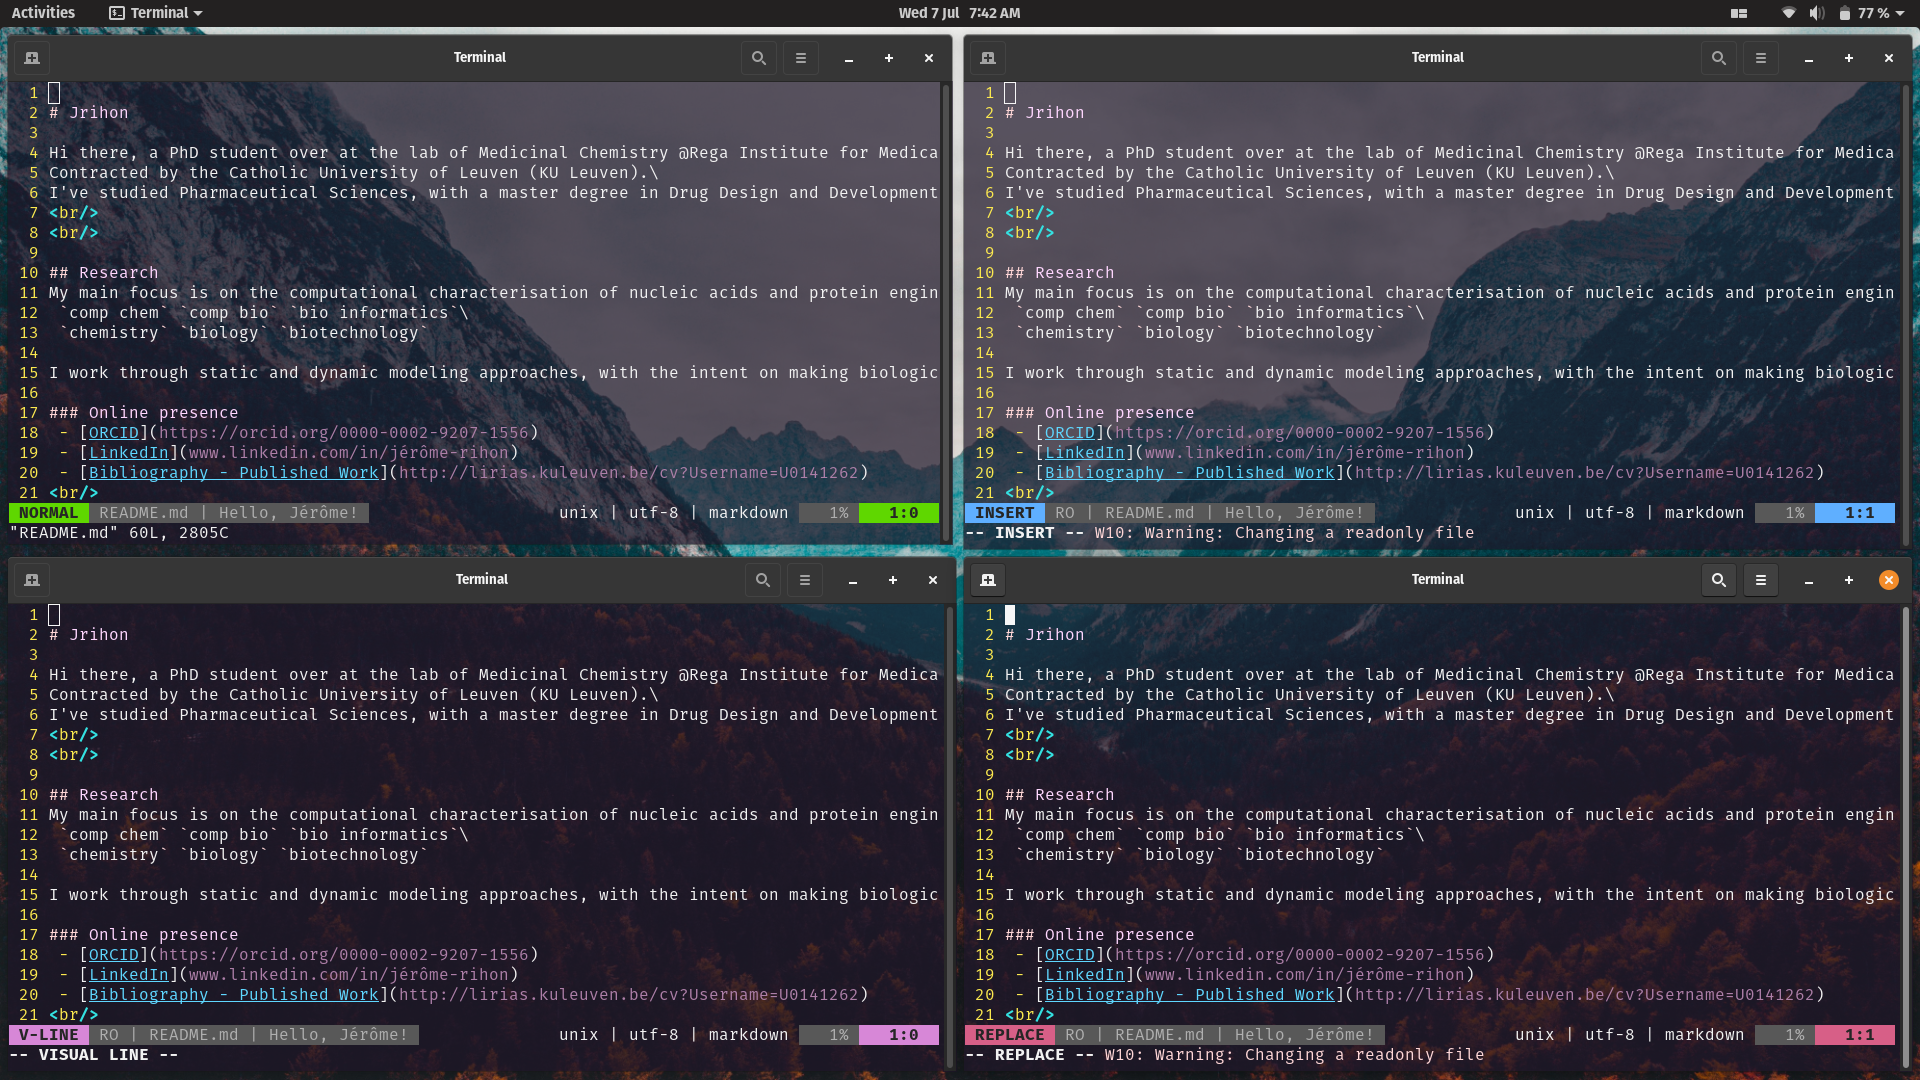 Activities Terminal Wed 7 Jul 7:42 AM 77 %
Terminal
1
2 # Jrihon
3
4 Hi there, a PhD student over at the lab of Medicinal Chemistry @Rega Institute for Medica
5 Contracted by the Catholic University of Leuven (KU Leuven).\
6 I've studied Pharmaceutical Sciences, with a master degree in Drug Design and Development
7 <br/>
8 <br/>
9
10 ## Research
11 My main focus is on the computational characterisation of nucleic acids and protein engin
12 `comp chem` `comp bio` `bio informatics`\
13 `chemistry` `biology` `biotechnology`
14
15 I work through static and dynamic modeling approaches, with the intent on making biologic
16
17 ### Online presence
18 - [ORCID](https://orcid.org/0000-0002-9207-1556)
19 - [LinkedIn](www.linkedin.com/in/jérôme-rihon)
20 - [Bibliography - Published Work](http://lirias.kuleuven.be/cv?Username=U0141262)
21 <br/>
NORMAL README.md | Hello, Jérôme! unix | utf-8 | markdown 1% 1:0
"README.md" 60L, 2805C
Terminal
1
2 # Jrihon
3
4 Hi there, a PhD student over at the lab of Medicinal Chemistry @Rega Institute for Medica
5 Contracted by the Catholic University of Leuven (KU Leuven).\
6 I've studied Pharmaceutical Sciences, with a master degree in Drug Design and Development
7 <br/>
8 <br/>
9
10 ## Research
11 My main focus is on the computational characterisation of nucleic acids and protein engin
12 `comp chem` `comp bio` `bio informatics`\
13 `chemistry` `biology` `biotechnology`
14
15 I work through static and dynamic modeling approaches, with the intent on making biologic
16
17 ### Online presence
18 - [ORCID](https://orcid.org/0000-0002-9207-1556)
19 - [LinkedIn](www.linkedin.com/in/jérôme-rihon)
20 - [Bibliography - Published Work](http://lirias.kuleuven.be/cv?Username=U0141262)
21 <br/>
INSERT RO | README.md | Hello, Jérôme! unix | utf-8 | markdown 1% 1:1
-- INSERT -- W10: Warning: Changing a readonly file
Terminal
1
2 # Jrihon
3
4 Hi there, a PhD student over at the lab of Medicinal Chemistry @Rega Institute for Medica
5 Contracted by the Catholic University of Leuven (KU Leuven).\
6 I've studied Pharmaceutical Sciences, with a master degree in Drug Design and Development
7 <br/>
8 <br/>
9
10 ## Research
11 My main focus is on the computational characterisation of nucleic acids and protein engin
12 `comp chem` `comp bio` `bio informatics`\
13 `chemistry` `biology` `biotechnology`
14
15 I work through static and dynamic modeling approaches, with the intent on making biologic
16
17 ### Online presence
18 - [ORCID](https://orcid.org/0000-0002-9207-1556)
19 - [LinkedIn](www.linkedin.com/in/jérôme-rihon)
20 - [Bibliography - Published Work](http://lirias.kuleuven.be/cv?Username=U0141262)
21 <br/>
V-LINE RO | README.md | Hello, Jérôme! unix | utf-8 | markdown 1% 1:0
-- VISUAL LINE --
Terminal
1
2 # Jrihon
3
4 Hi there, a PhD student over at the lab of Medicinal Chemistry @Rega Institute for Medica
5 Contracted by the Catholic University of Leuven (KU Leuven).\
6 I've studied Pharmaceutical Sciences, with a master degree in Drug Design and Development
7 <br/>
8 <br/>
9
10 ## Research
11 My main focus is on the computational characterisation of nucleic acids and protein engin
12 `comp chem` `comp bio` `bio informatics`\
13 `chemistry` `biology` `biotechnology`
14
15 I work through static and dynamic modeling approaches, with the intent on making biologic
16
17 ### Online presence
18 - [ORCID](https://orcid.org/0000-0002-9207-1556)
19 - [LinkedIn](www.linkedin.com/in/jérôme-rihon)
20 - [Bibliography - Published Work](http://lirias.kuleuven.be/cv?Username=U0141262)
21 <br/>
REPLACE RO | README.md | Hello, Jérôme! unix | utf-8 | markdown 1% 1:1
-- REPLACE -- W10: Warning: Changing a readonly file